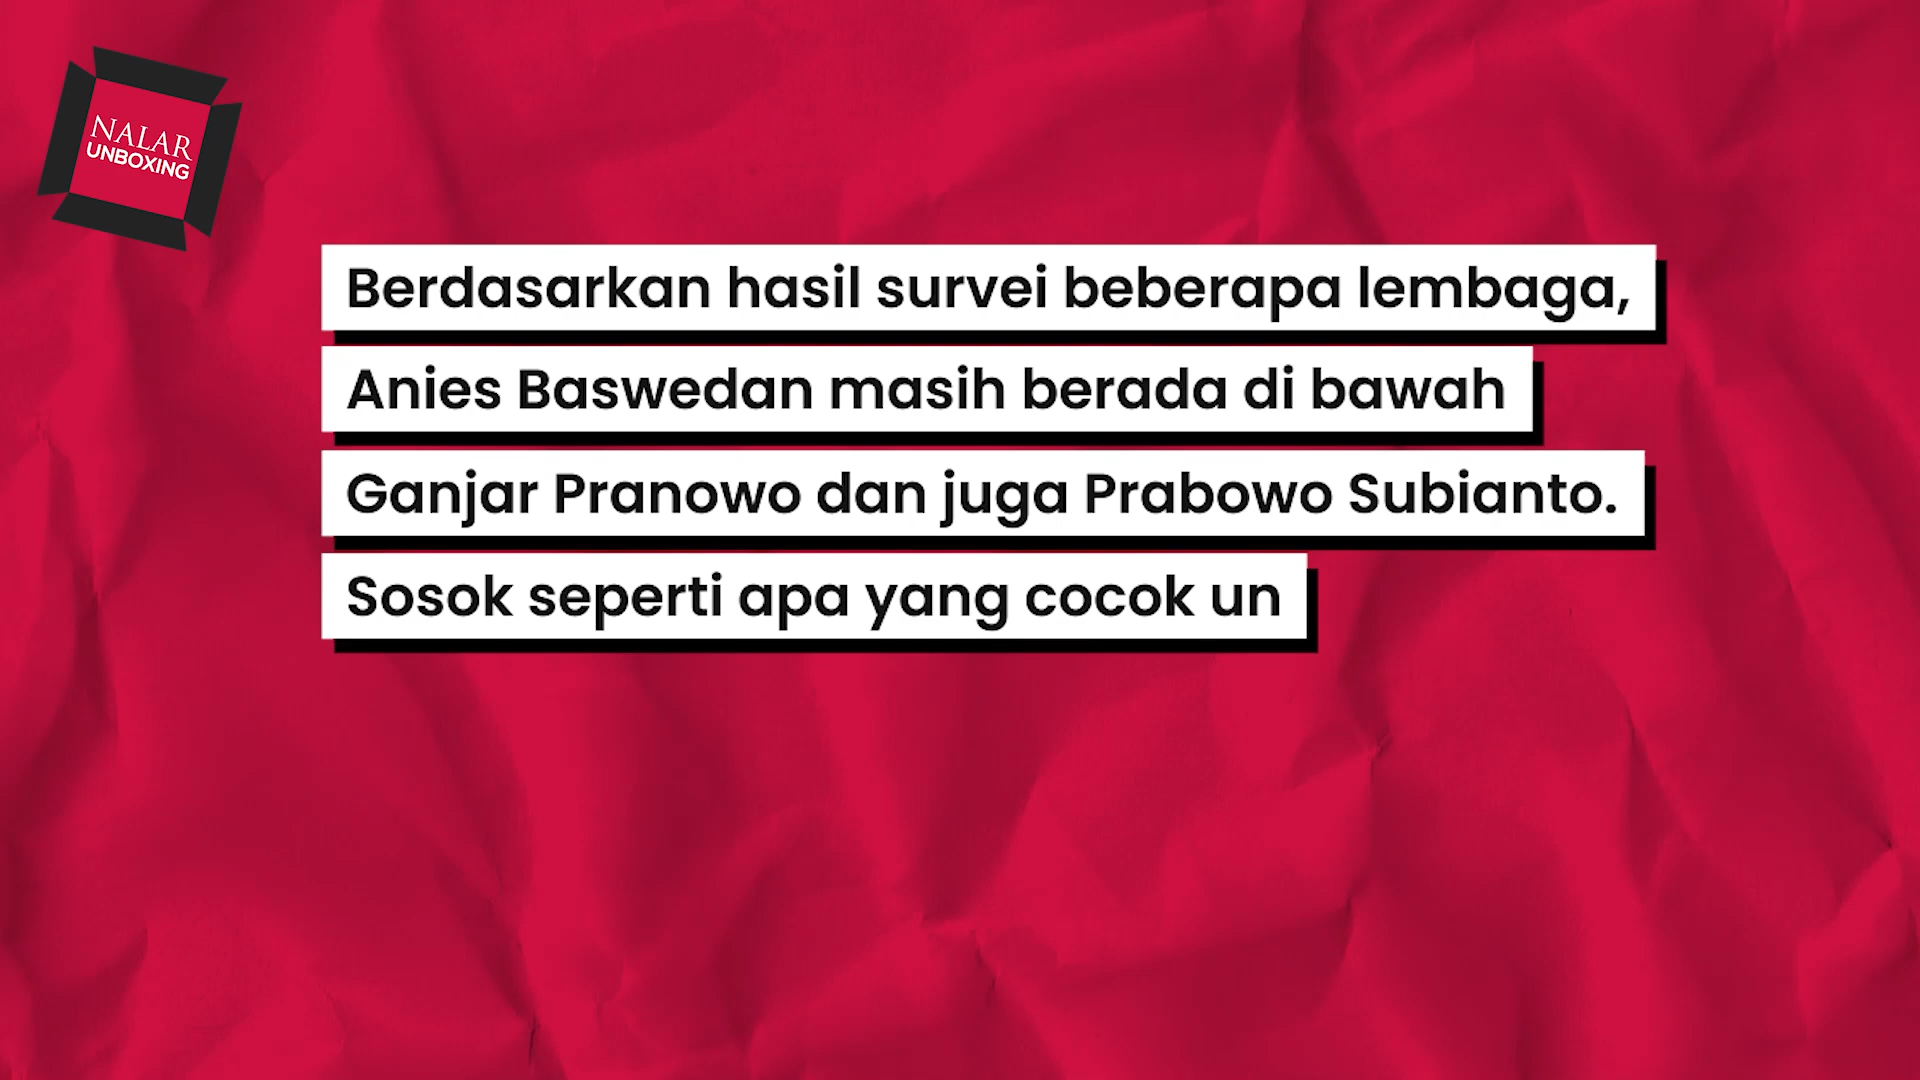 NALAR
UNBOXING
Berdasarkan hasil survei beberapa lembaga,
Anies Baswedan masih berada di bawah
Ganjar Pranowo dan juga Prabowo Subianto.
Sosok seperti apa yang cocok un